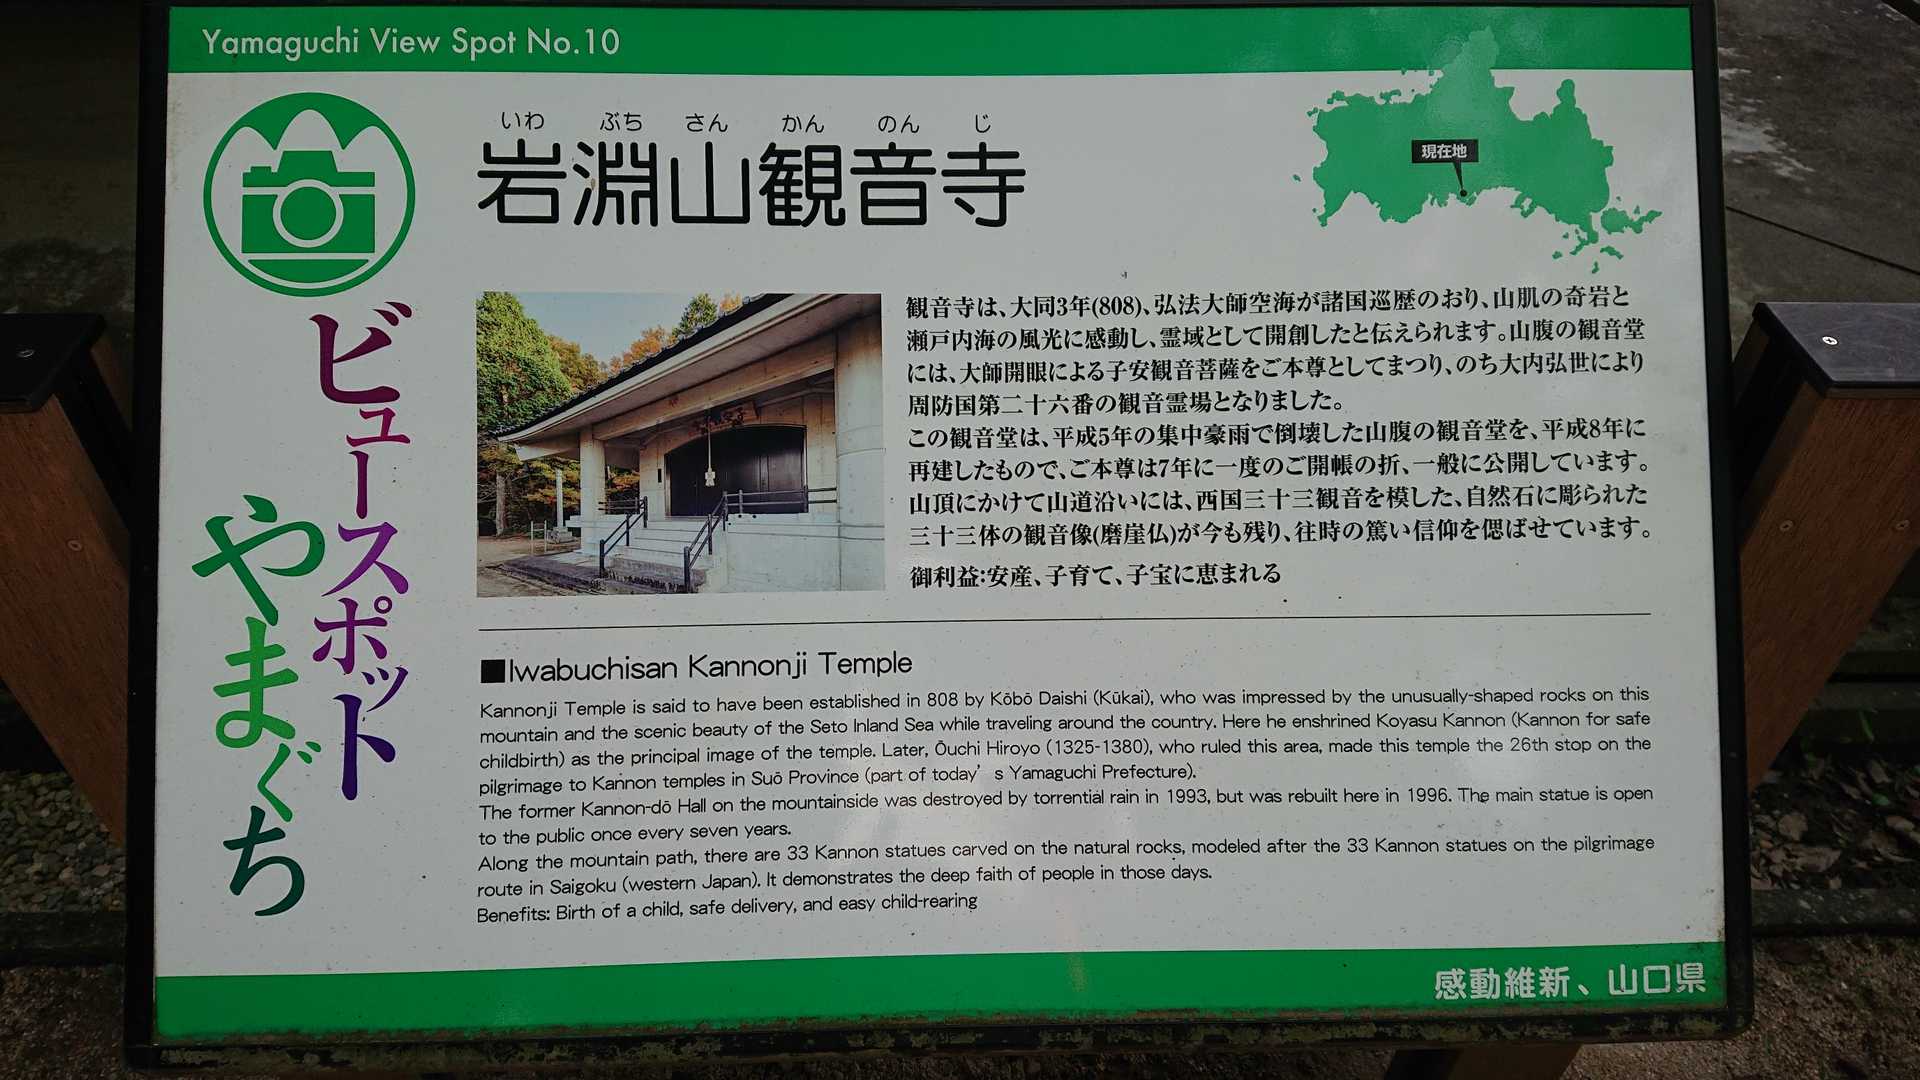 Yamaguchi View Spot No.10
いわ ぶち さん かん のん じ
岩淵山観音寺
現在地
ビュースポット
やまぐち
観音寺は、大同3年(808)、弘法大師空海が諸国巡歴のおり、山肌の奇岩と
瀬戸内海の風光に感動し、霊域として開創したと伝えられます。山腹の観音堂
には、大師開眼による子安観音菩薩をご本尊としてまつり、のち大内弘世により
周防国第二十六番の観音霊場となりました。
この観音堂は、平成5年の集中豪雨で倒壊した山腹の観音堂を、平成8年に
再建したもので、ご本尊は7年に一度のご開帳の折、一般に公開しています。
山頂にかけて山道沿いには、西国三十三観音を模した、自然石に彫られた
三十三体の観音像(磨崖仏)が今も残り、往時の篤い信仰を偲ばせています。
御利益:安産、子育て、子宝に恵まれる
■Iwabuchisan Kannonji Temple
Kannonji Temple is said to have been established in 808 by Kōbō Daishi (Kūkai), who was impressed by the unusually-shaped rocks on this
mountain and the scenic beauty of the Seto Inland Sea while traveling around the country. Here he enshrined Koyasu Kannon (Kannon for safe
childbirth) as the principal image of the temple. Later, Ōuchi Hiroyo (1325-1380), who ruled this area, made this temple the 26th stop on the
pilgrimage to Kannon temples in Suō Province (part of today's Yamaguchi Prefecture).
The former Kannon-dō Hall on the mountainside was destroyed by torrential rain in 1993, but was rebuilt here in 1996. The main statue is open
to the public once every seven years.
Along the mountain path, there are 33 Kannon statues carved on the natural rocks, modeled after the 33 Kannon statues on the pilgrimage
route in Saigoku (western Japan). It demonstrates the deep faith of people in those days.
Benefits: Birth of a child, safe delivery, and easy child-rearing
感動維新、山口県